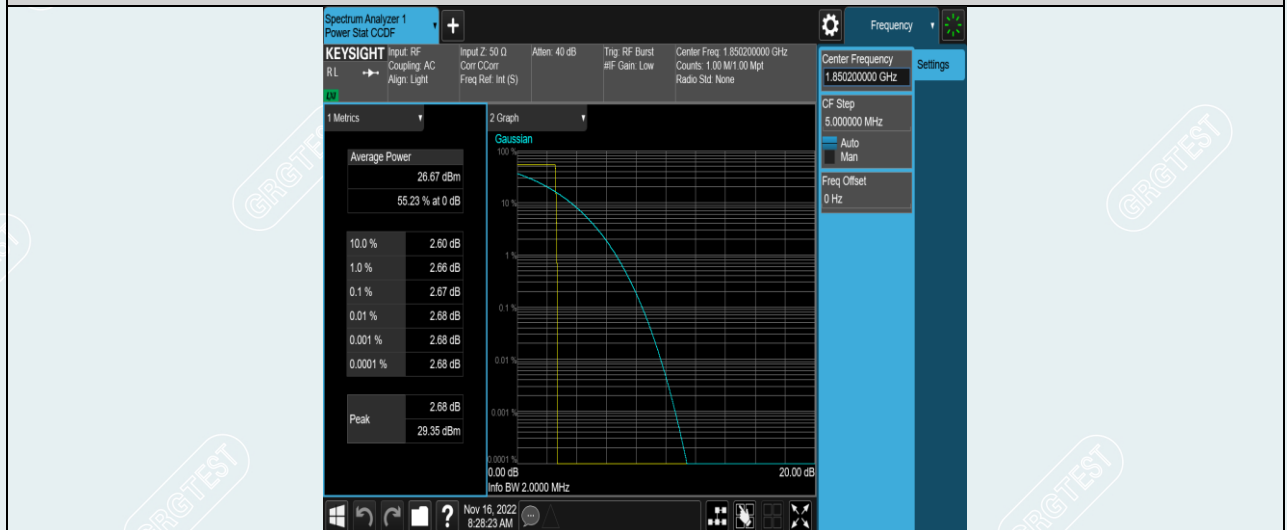 Spectrum Analyzer 1
Power Stat CCDF
+
Frequency
KEYSIGHT Input: RF Input Z: 50 Ω Atten: 40 dB Trig: RF Burst Center Freq: 1.850200000 GHz
RL Coupling: AC Corr CCorr #IF Gain: Low Counts: 1.00 M/1.00 Mpt
Align: Light Freq Ref: Int (S) Radio Std: None
Center Frequency
1.850200000 GHz
Settings
CF Step
5.000000 MHz
Auto
Man
Freq Offset
0 Hz
1 Metrics
Average Power
26.67 dBm
55.23 % at 0 dB
10.0 % 2.60 dB
1.0 % 2.66 dB
0.1 % 2.67 dB
0.01 % 2.68 dB
0.001 % 2.68 dB
0.0001 % 2.68 dB
Peak 2.68 dB
29.35 dBm
2 Graph
Gaussian
100 %
10 %
1 %
0.1 %
0.01 %
0.001 %
0.0001 %
0.00 dB 20.00 dB
Info BW 2.0000 MHz
?
Nov 16, 2022
8:28:23 AM
GRGTEST
GRGTEST
GRGTEST
GRGTEST